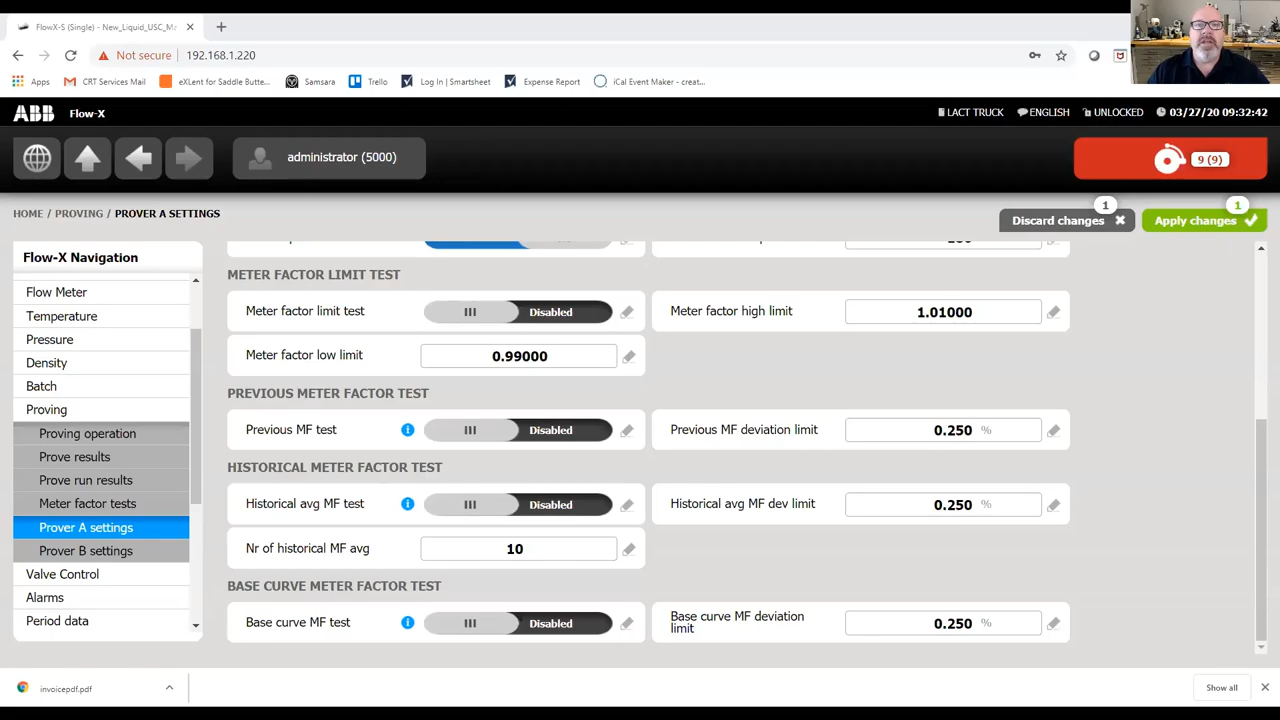 FlowX-S (Single) - New_Liquid_USC_Ma
Not secure 192.168.1.220
Apps CRT Services Mail eXLent for Saddle Butte... Samsara Trello Log In | Smartsheet Expense Report iCal Event Maker - creat...
ABB Flow-X LACT TRUCK ENGLISH UNLOCKED 03/27/20 09:32:42
administrator (5000) 9 (9)
HOME / PROVING / PROVER A SETTINGS
1 1
Discard changes Apply changes
Flow-X Navigation
Flow Meter
Temperature
Pressure
Density
Batch
Proving
Proving operation
Prove results
Prove run results
Meter factor tests
Prover A settings
Prover B settings
Valve Control
Alarms
Period data
METER FACTOR LIMIT TEST
Meter factor limit test Disabled Meter factor high limit 1.01000
Meter factor low limit 0.99000
PREVIOUS METER FACTOR TEST
Previous MF test Disabled Previous MF deviation limit 0.250 %
HISTORICAL METER FACTOR TEST
Historical avg MF test Disabled Historical avg MF dev limit 0.250 %
Nr of historical MF avg 10
BASE CURVE METER FACTOR TEST
Base curve MF test Disabled Base curve MF deviation
limit 0.250 %
invoicepdf.pdf Show all